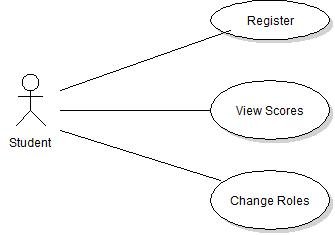 Register
View Scores
Student
Change Roles